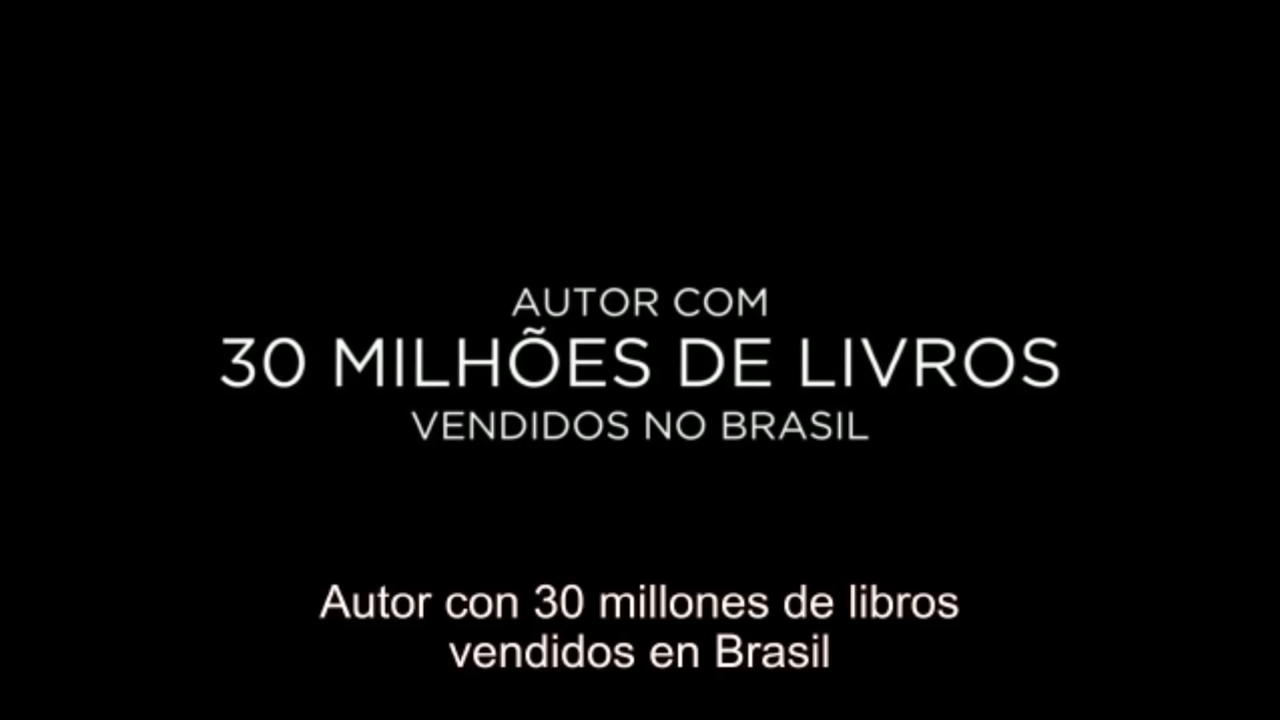 AUTOR COM
30 MILHÕES DE LIVROS
VENDIDOS NO BRASIL
Autor con 30 millones de libros
vendidos en Brasil